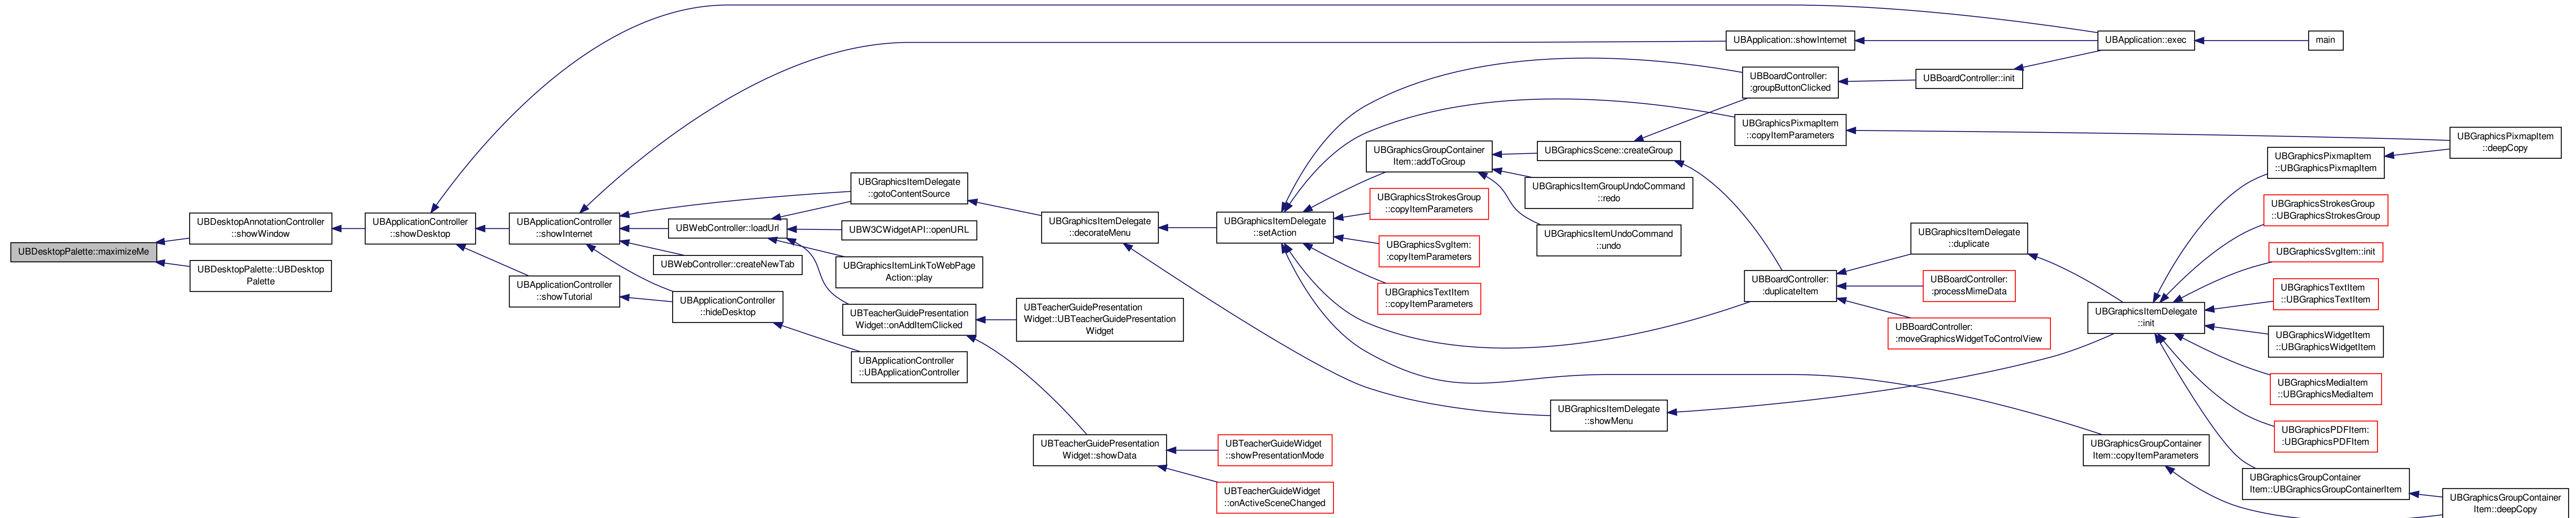 UBDesktopPalette::maximizeMe
UBDesktopAnnotationController
::showWindow
UBDesktopPalette::UBDesktop
Palette
UBApplicationController
::showDesktop
UBApplicationController
::showInternet
UBApplicationController
::showTutorial
UBGraphicsItemDelegate
::gotoContentSource
UBWebController::loadUrl
UBW3CWidgetAPI::openURL
UBWebController::createNewTab
UBGraphicsItemLinkToWebPage
Action::play
UBApplicationController
::hideDesktop
UBTeacherGuidePresentation
Widget::onAddItemClicked
UBApplicationController
::UBApplicationController
UBTeacherGuidePresentation
Widget::UBTeacherGuidePresentation
Widget
UBTeacherGuidePresentation
Widget::showData
UBTeacherGuideWidget
::showPresentationMode
UBTeacherGuideWidget
::onActiveSceneChanged
UBGraphicsItemDelegate
::decorateMenu
UBGraphicsItemDelegate
::setAction
UBGraphicsGroupContainer
Item::addToGroup
UBGraphicsStrokesGroup
::copyItemParameters
UBGraphicsSvgItem:
:copyItemParameters
UBGraphicsTextItem
::copyItemParameters
UBGraphicsScene::createGroup
UBGraphicsItemGroupUndoCommand
::redo
UBGraphicsItemUndoCommand
::undo
UBGraphicsItemDelegate
::showMenu
UBApplication::showInternet
UBBoardController:
:groupButtonClicked
UBGraphicsPixmapItem
::copyItemParameters
UBBoardController:
:duplicateItem
UBBoardController::init
UBGraphicsItemDelegate
::duplicate
UBBoardController:
:processMimeData
UBBoardController:
:moveGraphicsWidgetToControlView
UBApplication::exec
main
UBGraphicsItemDelegate
::init
UBGraphicsGroupContainer
Item::copyItemParameters
UBGraphicsPixmapItem
::UBGraphicsPixmapItem
UBGraphicsStrokesGroup
::UBGraphicsStrokesGroup
UBGraphicsSvgItem::init
UBGraphicsTextItem
::UBGraphicsTextItem
UBGraphicsWidgetItem
::UBGraphicsWidgetItem
UBGraphicsMediaItem
::UBGraphicsMediaItem
UBGraphicsPDFItem:
:UBGraphicsPDFItem
UBGraphicsGroupContainer
Item::UBGraphicsGroupContainerItem
UBGraphicsPixmapItem
::deepCopy
UBGraphicsGroupContainer
Item::deepCopy